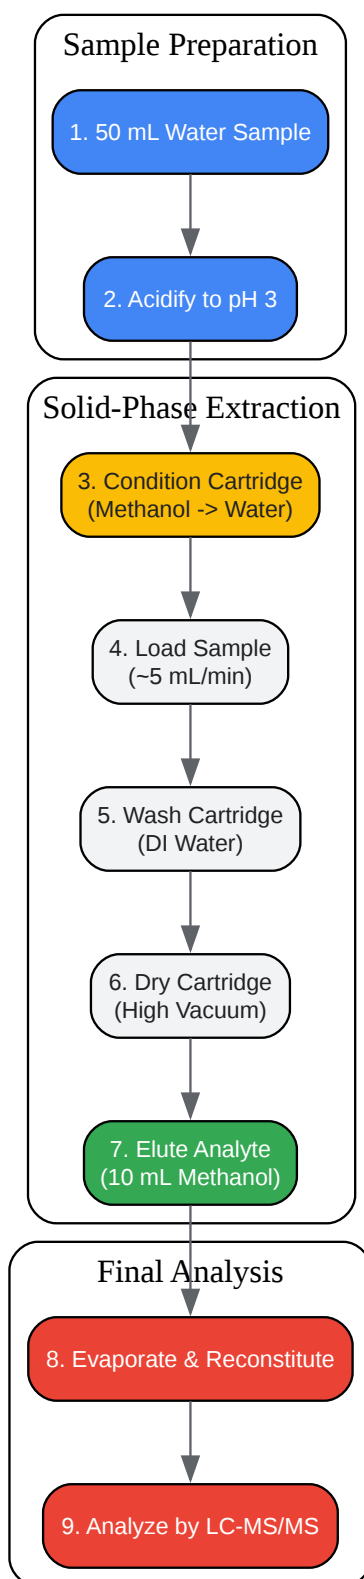 Sample Preparation
1. 50 mL Water Sample
2. Acidify to pH 3
Solid-Phase Extraction
3. Condition Cartridge
(Methanol -> Water)
4. Load Sample
(~5 mL/min)
5. Wash Cartridge
(DI Water)
6. Dry Cartridge
(High Vacuum)
7. Elute Analyte
(10 mL Methanol)
Final Analysis
8. Evaporate & Reconstitute
9. Analyze by LC-MS/MS